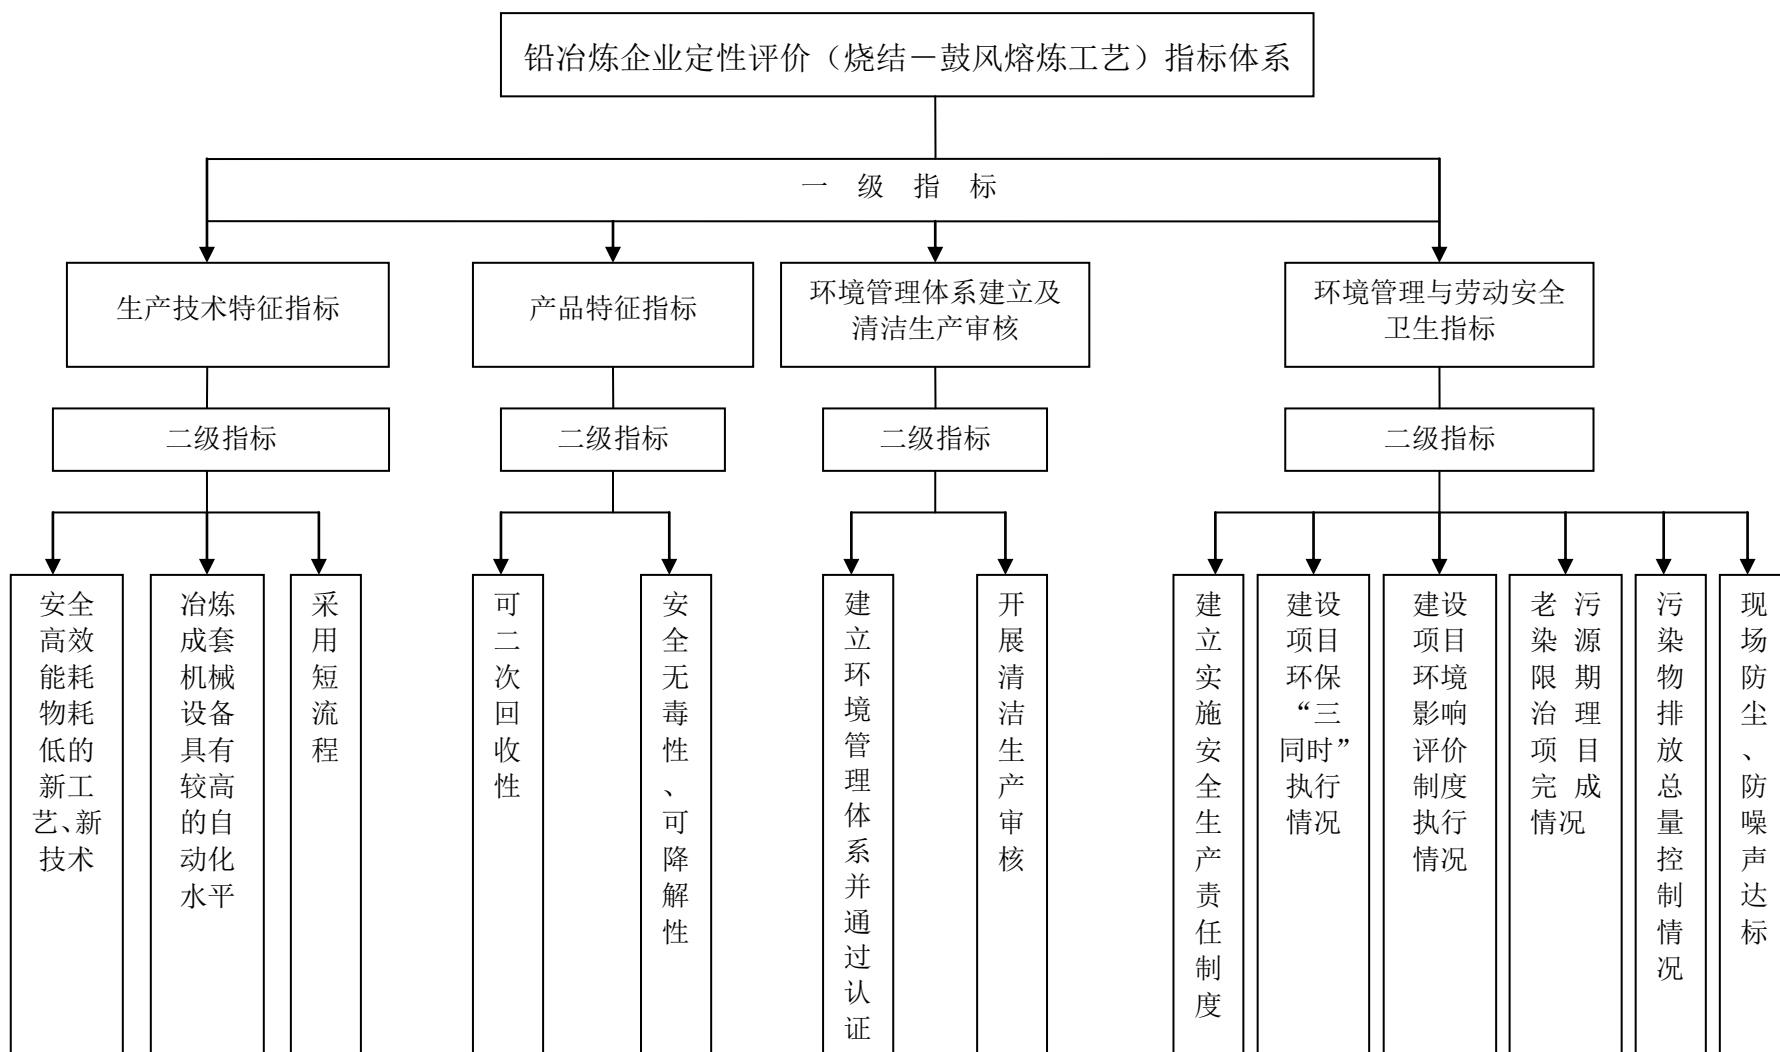 铅冶炼企业定性评价（烧结－鼓风熔炼工艺）指标体系
一 级 指 标
生产技术特征指标
产品特征指标
环境管理体系建立及
清洁生产审核
环境管理与劳动安全
卫生指标
二级指标
二级指标
二级指标
二级指标
安全
高效
能耗
物耗
低的
新工
艺、新
技术
冶炼
成套
机械
设备
具有
较高
的自
动化
水平
采用短流程
可二次回收性
安全无毒性、可降解性
建立环境管理体系并通过认证
开展清洁生产审核
建立实施安全生产责任制度
建设
项目
环保
“三
同时”
执行
情况
建设
项目
环境
影响
评价
制度
执行
情况
老 污
染 源
限 期
治 理
项 目
完 成
情况
污染物排放总量控制情况
现场防尘、防噪声达标